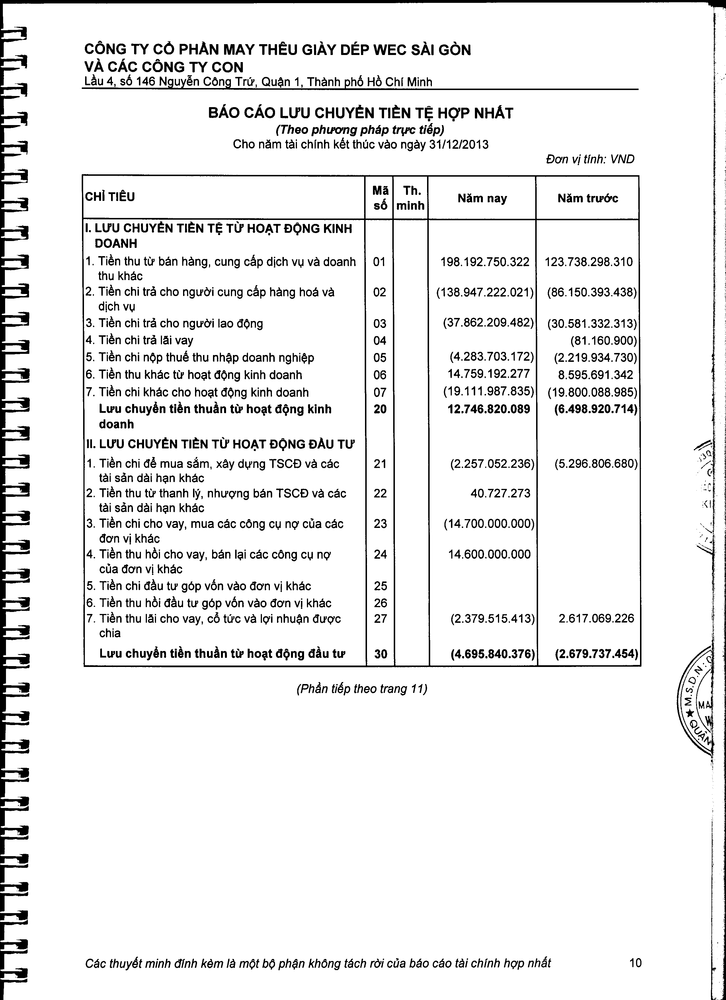 CÔNG TY CỔ PHẦN MAY THÊU GIÀY DÉP WEC SÀI GÒN
VÀ CÁC CÔNG TY CON
Lầu 4, số 146 Nguyễn Công Trứ, Quận 1, Thành phố Hồ Chí Minh
BÁO CÁO LƯU CHUYỂN TIỀN TỆ HỢP NHẤT
(Theo phương pháp trực tiếp)
Cho năm tài chính kết thúc vào ngày 31/12/2013
Đơn vị tính: VND
CHỈ TIÊU Mã số Th. minh Năm nay Năm trước
I. LƯU CHUYỂN TIỀN TỆ TỪ HOẠT ĐỘNG KINH
DOANH
1. Tiền thu từ bán hàng, cung cấp dịch vụ và doanh 01 198.192.750.322 123.738.298.310
thu khác
2. Tiền chi trả cho người cung cấp hàng hoá và 02 (138.947.222.021) (86.150.393.438)
dịch vụ
3. Tiền chi trả cho người lao động 03 (37.862.209.482) (30.581.332.313)
4. Tiền chi trả lãi vay 04 (81.160.900)
5. Tiền chi nộp thuế thu nhập doanh nghiệp 05 (4.283.703.172) (2.219.934.730)
6. Tiền thu khác từ hoạt động kinh doanh 06 14.759.192.277 8.595.691.342
7. Tiền chi khác cho hoạt động kinh doanh 07 (19.111.987.835) (19.800.088.985)
Lưu chuyển tiền thuần từ hoạt động kinh 20 12.746.820.089 (6.498.920.714)
doanh
II. LƯU CHUYỂN TIỀN TỪ HOẠT ĐỘNG ĐẦU TƯ
1. Tiền chi để mua sắm, xây dựng TSCĐ và các 21 (2.257.052.236) (5.296.806.680)
tài sản dài hạn khác
2. Tiền thu từ thanh lý, nhượng bán TSCĐ và các 22 40.727.273
tài sản dài hạn khác
3. Tiền chi cho vay, mua các công cụ nợ của các 23 (14.700.000.000)
đơn vị khác
4. Tiền thu hồi cho vay, bán lại các công cụ nợ 24 14.600.000.000
của đơn vị khác
5. Tiền chi đầu tư góp vốn vào đơn vị khác 25
6. Tiền thu hồi đầu tư góp vốn vào đơn vị khác 26
7. Tiền thu lãi cho vay, cổ tức và lợi nhuận được 27 (2.379.515.413) 2.617.069.226
chia
Lưu chuyển tiền thuần từ hoạt động đầu tư 30 (4.695.840.376) (2.679.737.454)
(Phần tiếp theo trang 11)
M.S.D.N:
QUẬN
Các thuyết minh đính kèm là một bộ phận không tách rời của báo cáo tài chính hợp nhất 10